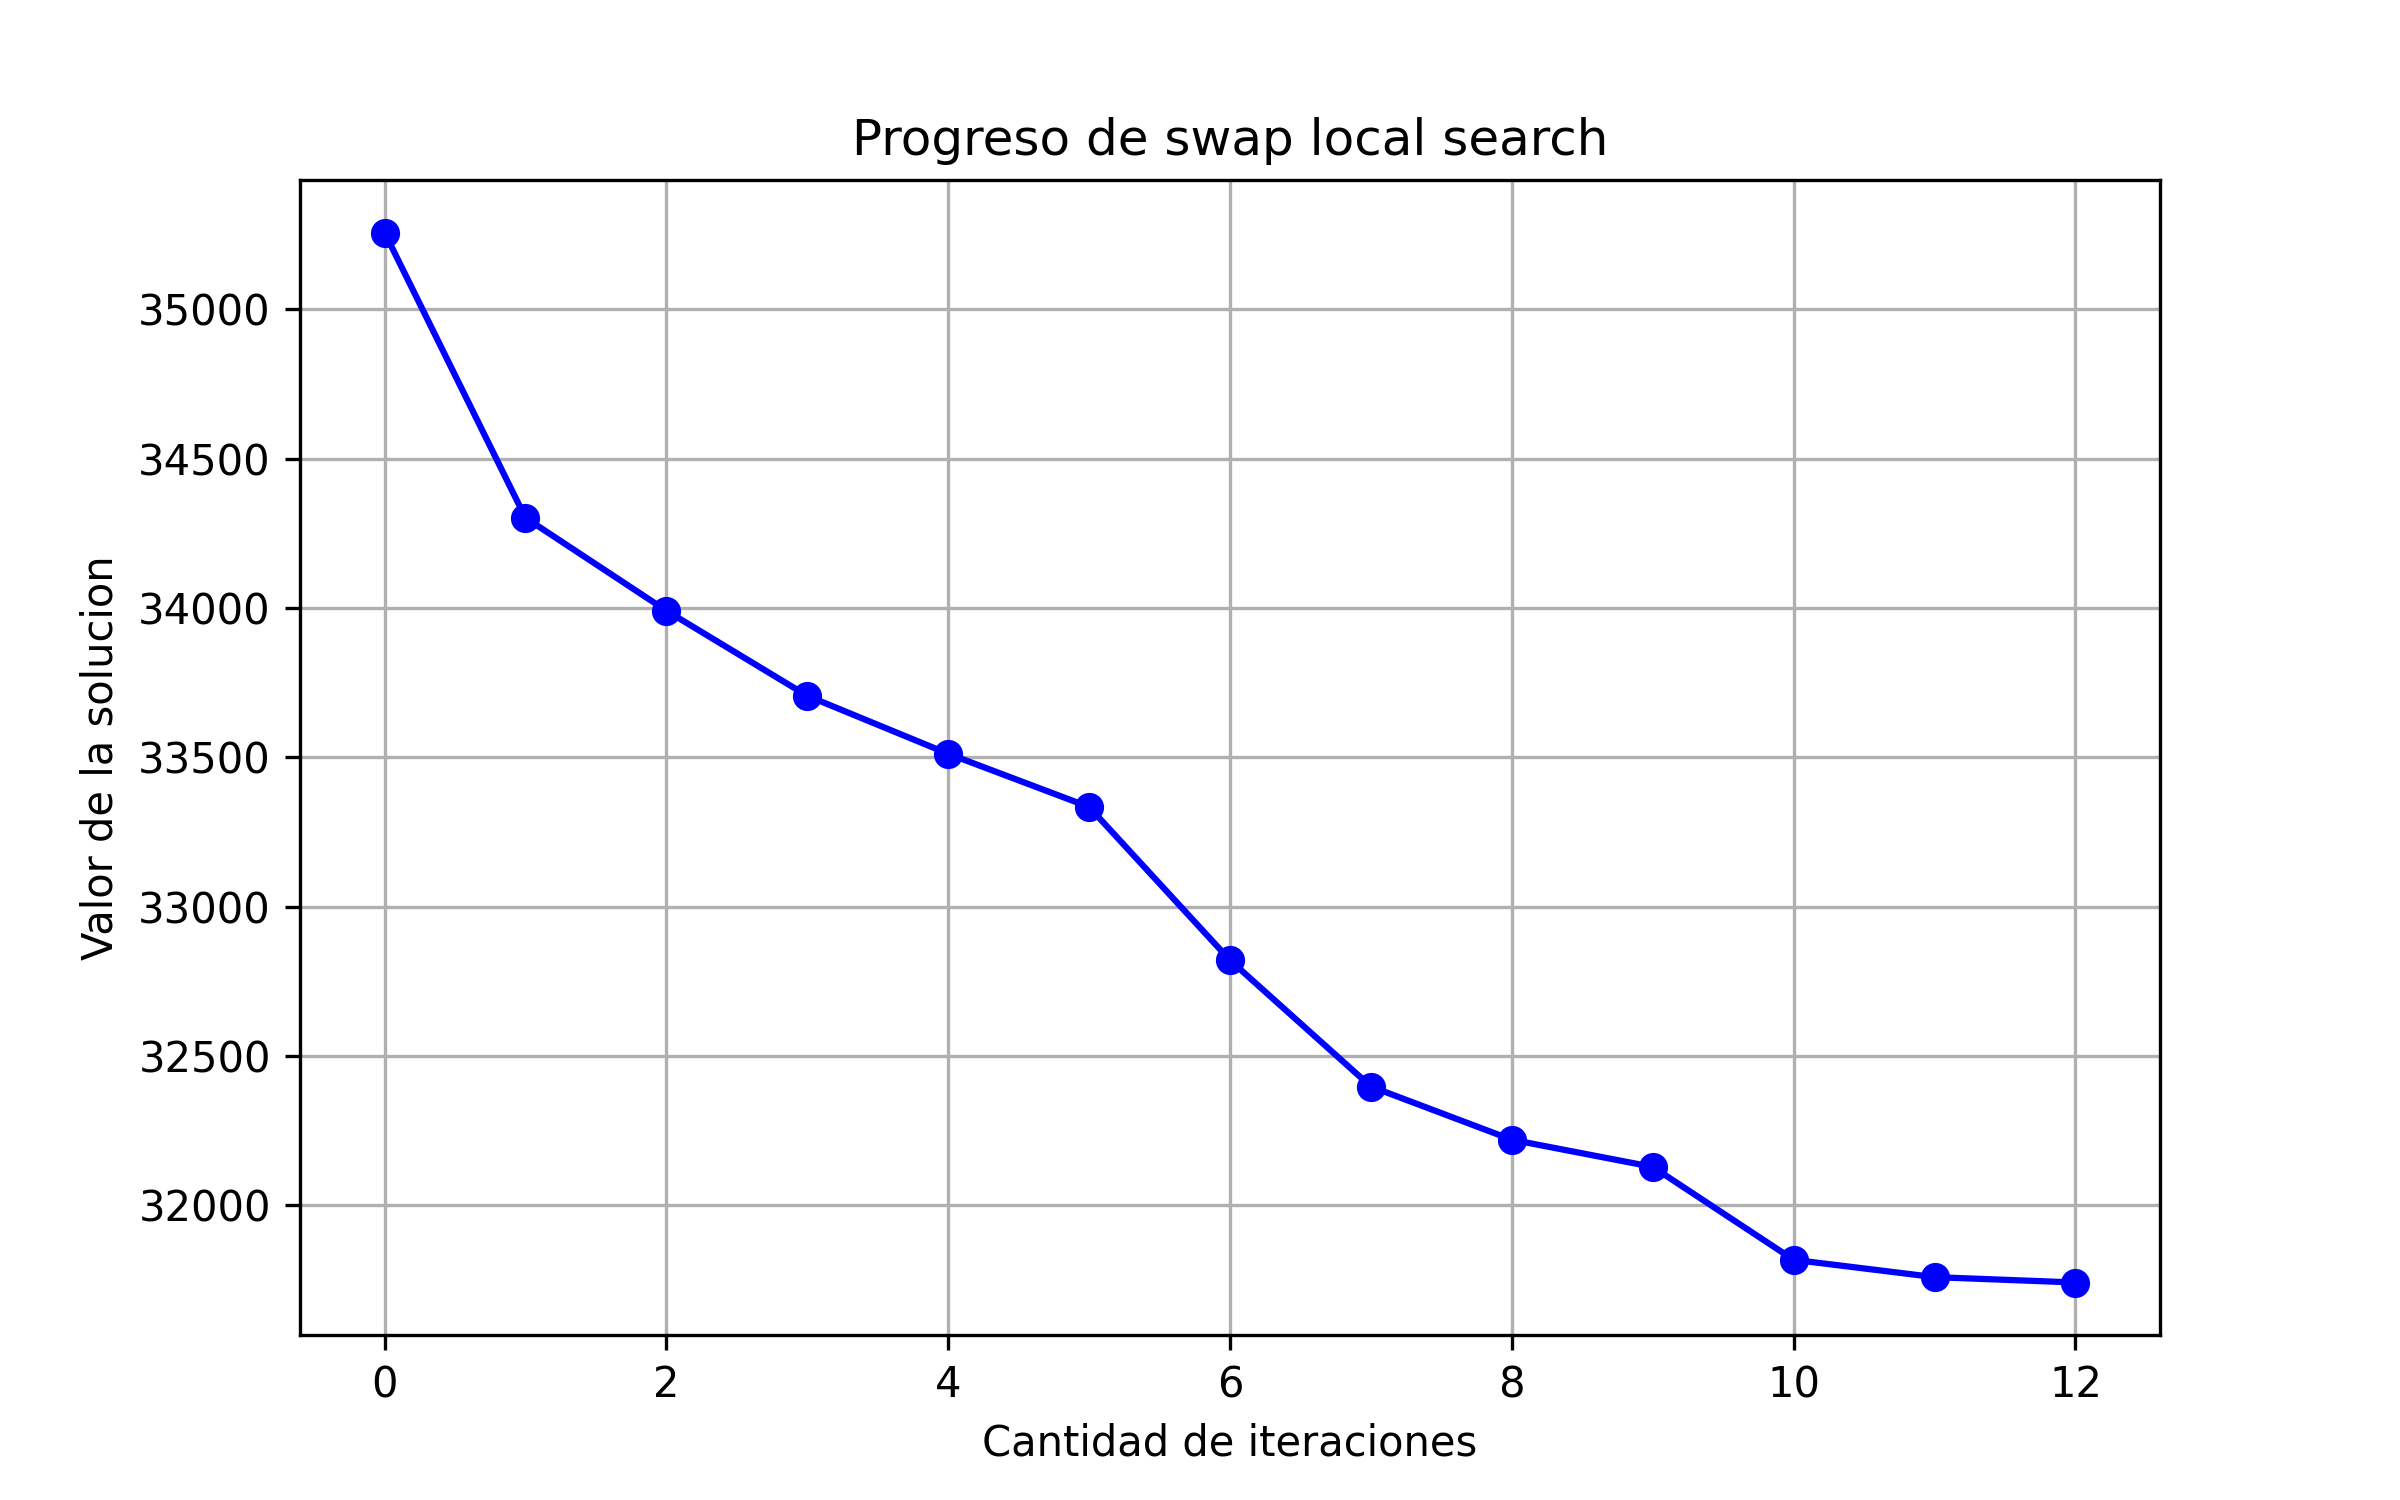 Progreso de swap local search
Valor de la solucion
35000
34500
34000
33500
33000
32500
32000
0 2 4 6 8 10 12
Cantidad de iteraciones